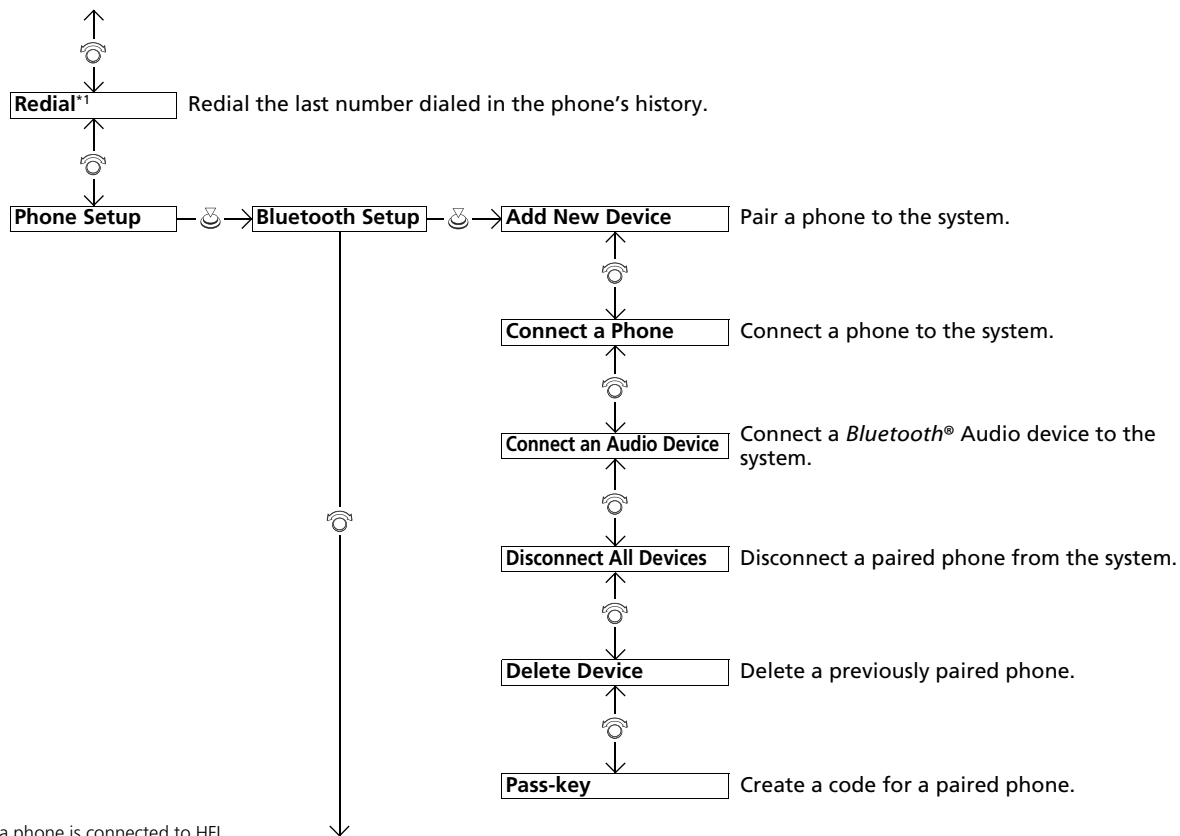 Redial*1 Redial the last number dialed in the phone's history.
Phone Setup Bluetooth Setup Add New Device Pair a phone to the system.
Connect a Phone Connect a phone to the system.
Connect an Audio Device Connect a Bluetooth® Audio device to the
system.
Disconnect All Devices Disconnect a paired phone from the system.
Delete Device Delete a previously paired phone.
Pass-key Create a code for a paired phone.
a phone is connected to HFL